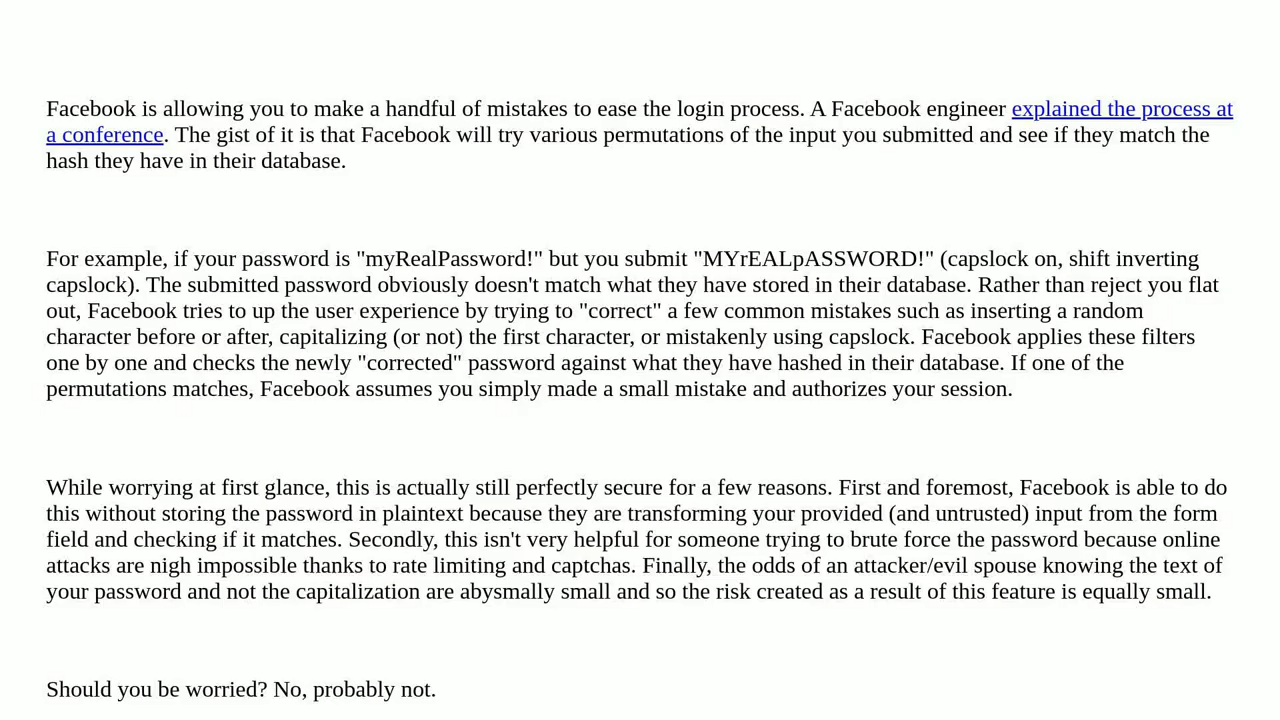 Facebook is allowing you to make a handful of mistakes to ease the login process. A Facebook engineer explained the process at
a conference. The gist of it is that Facebook will try various permutations of the input you submitted and see if they match the
hash they have in their database.
For example, if your password is "myRealPassword!" but you submit "MYrEALpASSWORD!" (capslock on, shift inverting
capslock). The submitted password obviously doesn't match what they have stored in their database. Rather than reject you flat
out, Facebook tries to up the user experience by trying to "correct" a few common mistakes such as inserting a random
character before or after, capitalizing (or not) the first character, or mistakenly using capslock. Facebook applies these filters
one by one and checks the newly "corrected" password against what they have hashed in their database. If one of the
permutations matches, Facebook assumes you simply made a small mistake and authorizes your session.
While worrying at first glance, this is actually still perfectly secure for a few reasons. First and foremost, Facebook is able to do
this without storing the password in plaintext because they are transforming your provided (and untrusted) input from the form
field and checking if it matches. Secondly, this isn't very helpful for someone trying to brute force the password because online
attacks are nigh impossible thanks to rate limiting and captchas. Finally, the odds of an attacker/evil spouse knowing the text of
your password and not the capitalization are abysmally small and so the risk created as a result of this feature is equally small.
Should you be worried? No, probably not.